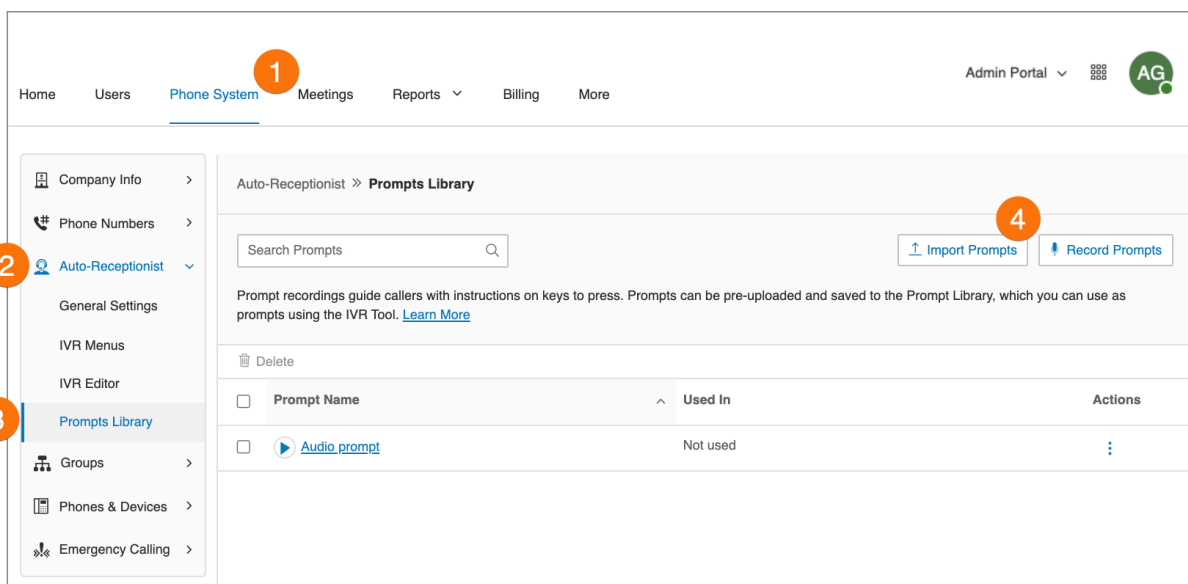 1
Admin Portal
AG
Home Users Phone System Meetings Reports Billing More
Company Info
Auto-Receptionist » Prompts Library
4
Phone Numbers
Search Prompts
Import Prompts
Record Prompts
2
Auto-Receptionist
General Settings
Prompt recordings guide callers with instructions on keys to press. Prompts can be pre-uploaded and saved to the Prompt Library, which you can use as
prompts using the IVR Tool. Learn More
IVR Menus
Delete
IVR Editor
Prompt Name Used In Actions
3
Prompts Library
Audio prompt Not used
Groups
Phones & Devices
Emergency Calling